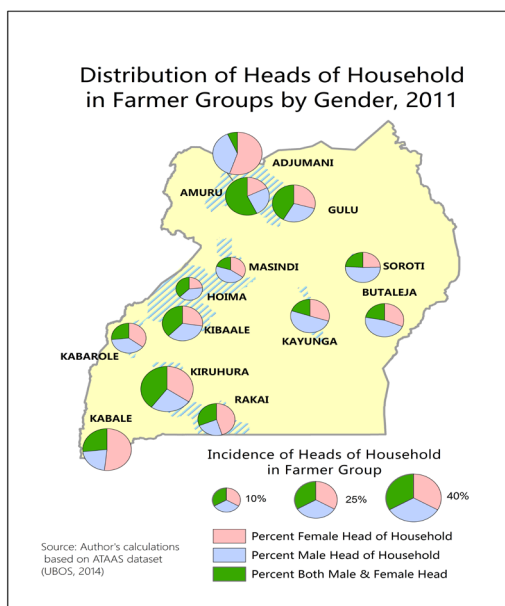 Distribution of Heads of Household
in Farmer Groups by Gender, 2011
ADJUMANI
AMURU
GULU
MASINDI
SOROTI
HOIMA
BUTALEJA
KIBAALE
KAYUNGA
KABAROLE
KIRUHURA
RAKAI
KABALE
Incidence of Heads of Household
in Farmer Group
10%
25%
40%
Percent Female Head of Household
Percent Male Head of Household
Percent Both Male & Female Head
Source: Author's calculations
based on ATAAS dataset
(UBOS, 2014)